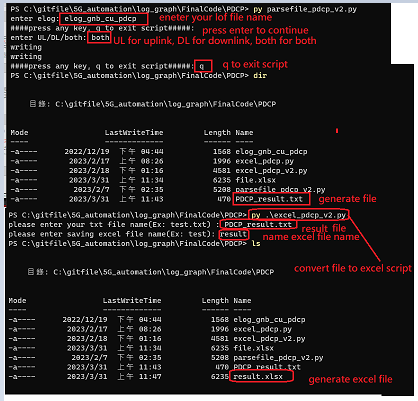 PS C:\gitfile\5G_automation\log_graph\FinalCode\PDCP> py parsefile_pdcp_v2.py
enter elog: elog_gnb_cu_pdcp eneter your lof file name
####press any key, q to exit script#####: press enter to continue
enter UL/DL/both: both UL for uplink, DL for downlink, both for both
writing
writing
####press any key, q to exit script#####: q q to exit script
PS C:\gitfile\5G_automation\log_graph\FinalCode\PDCP> dir
目錄: C:\gitfile\5G_automation\log_graph\FinalCode\PDCP
Mode LastWriteTime Length Name
-a---- 2022/12/19 下午 04:44 1568 elog_gnb_cu_pdcp
-a---- 2023/2/17 上午 08:26 1996 excel_pdcp.py
-a---- 2023/2/18 上午 01:16 4581 excel_pdcp_v2.py
-a---- 2023/3/31 上午 11:34 6235 file.xlsx
-a---- 2023/2/7 下午 02:35 5208 parsefile_pdcp_v2.py
-a---- 2023/3/31 上午 11:43 470 PDCP_result.txt generate file
PS C:\gitfile\5G_automation\log_graph\FinalCode\PDCP> py .\excel_pdcp_v2.py
please enter your txt file name(Ex: test.txt) : PDCP_result.txt result file
please enter saving excel file name(Ex: test): result name excel file name
PS C:\gitfile\5G_automation\log_graph\FinalCode\PDCP> ls
convert file to excel script
目錄: C:\gitfile\5G_automation\log_graph\FinalCode\PDCP
Mode LastWriteTime Length Name
-a---- 2022/12/19 下午 04:44 1568 elog_gnb_cu_pdcp
-a---- 2023/2/17 上午 08:26 1996 excel_pdcp.py
-a---- 2023/2/18 上午 01:16 4581 excel_pdcp_v2.py
-a---- 2023/3/31 上午 11:34 6235 file.xlsx
-a---- 2023/2/7 下午 02:35 5208 parsefile_pdcp_v2.py
-a---- 2023/3/31 上午 11:43 470 PDCP_result.txt
-a---- 2023/3/31 上午 11:47 6235 result.xlsx generate excel file